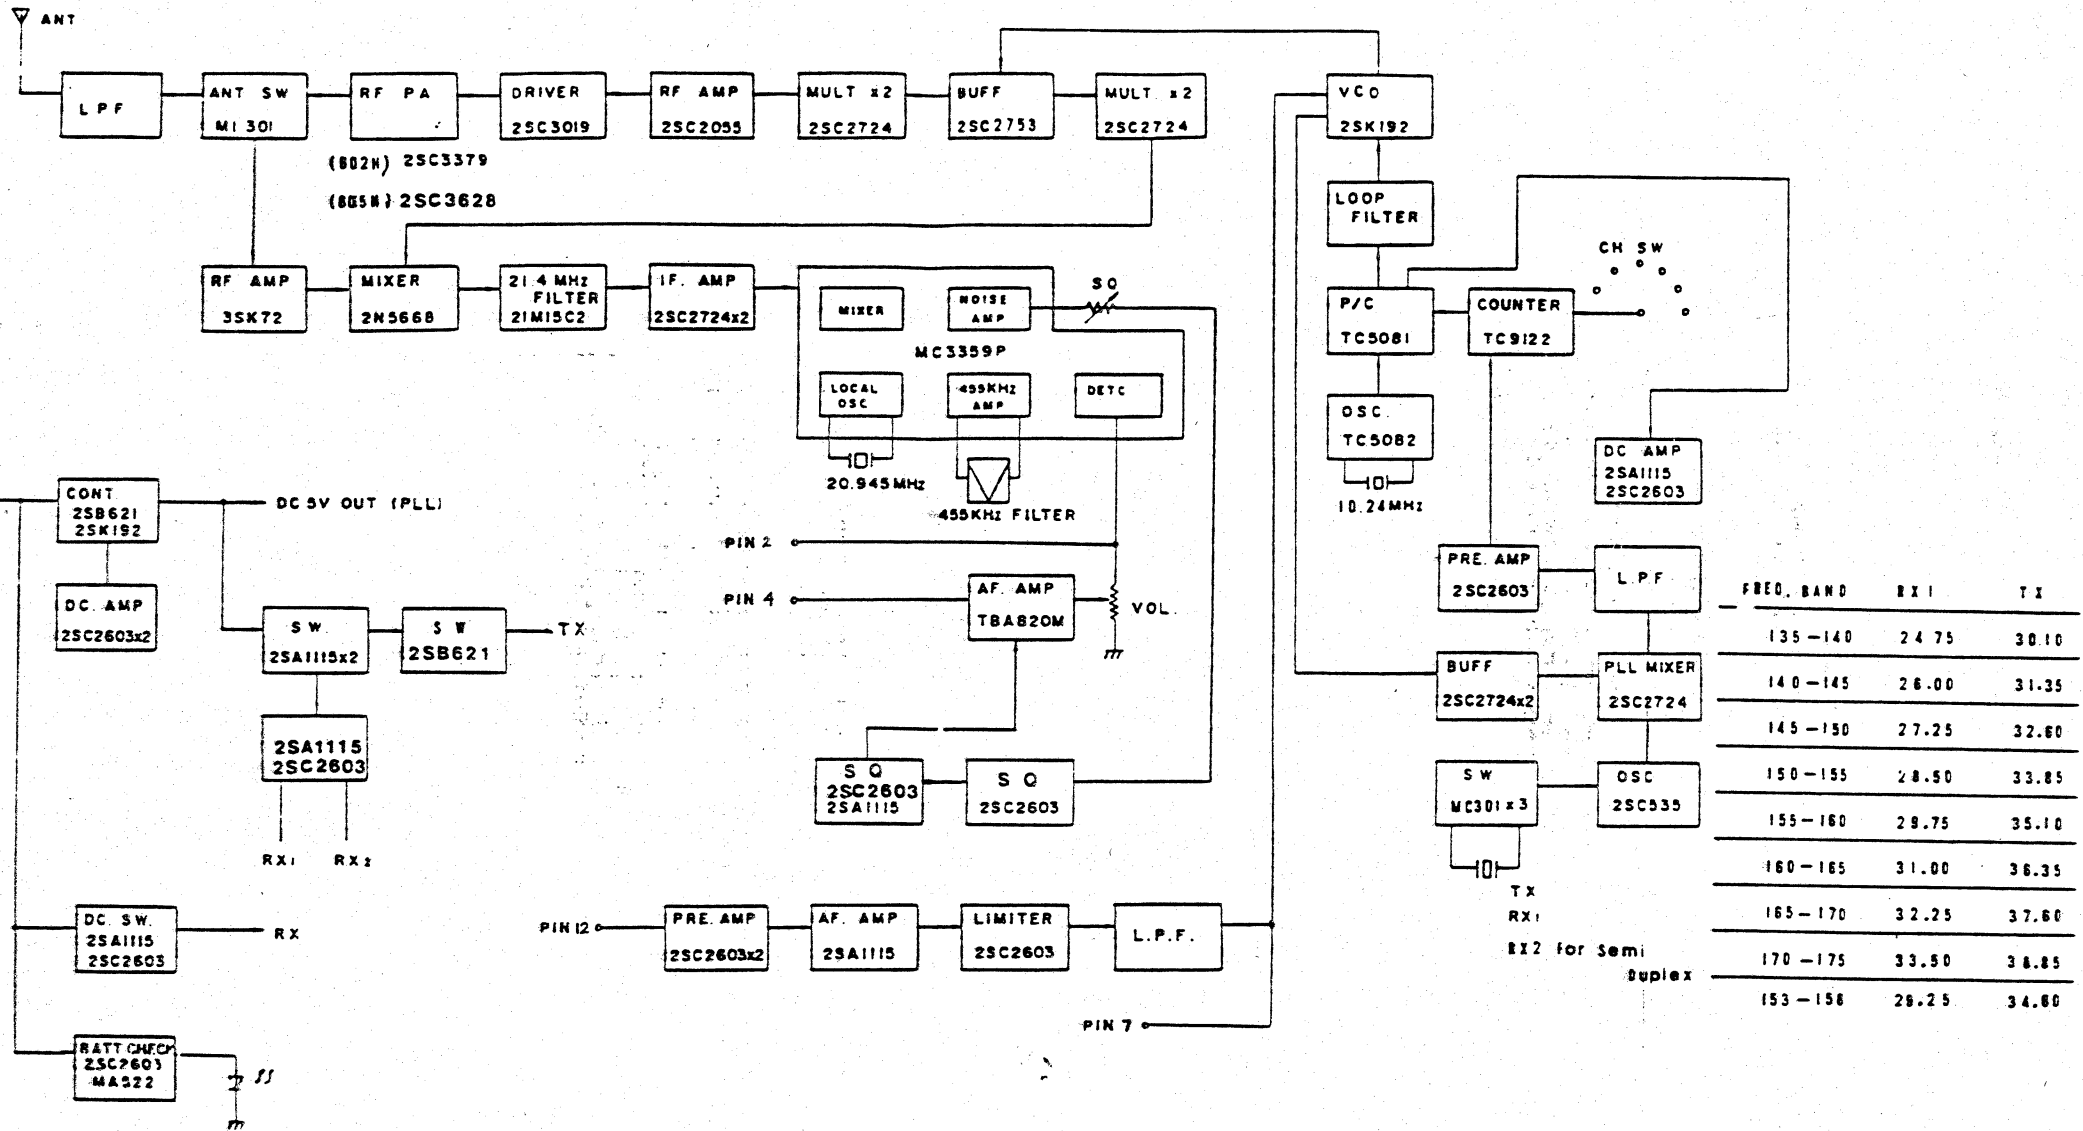 ANT
L P F
ANT SW
MI 301
RF PA
DRIVER
2SC3019
RF AMP
2SC2055
MULT x2
2SC2724
BUFF
2SC2753
MULT. x2
2SC2724
VCO
2SK192
(602N) 2SC3379
(605N) 2SC3628
LOOP
FILTER
CH SW
RF AMP
3SK72
MIXER
2N5668
21.4 MHz
FILTER
21M15C2
IF. AMP
2SC2724x2
MIXER
NOISE
AMP
SQ
MC3359P
LOCAL
OSC
455KHz
AMP
DETC
20.945MHz
455KHz FILTER
P/C
TC5081
COUNTER
TC9122
OSC.
TC5082
10.24MHz
DC AMP
2SA1115
2SC2603
CONT.
2SB621
2SK192
DC 5V OUT (PLL)
DC. AMP
2SC2603x2
SW.
2SA1115x2
SW
2SB621
TX
2SA1115
2SC2603
RX1 RX2
PIN 2
PIN 4
AF. AMP
TBA820M
VOL.
S Q
2SC2603
2SA1115
S Q
2SC2603
PRE. AMP
2SC2603
L.P.F.
BUFF
2SC2724x2
PLL MIXER
2SC2724
SW
MC301x3
OSC
2SC535
TX
RX1
RX2 for Semi
Duplex
DC. SW.
2SA1115
2SC2603
RX
PIN 12
PRE. AMP
2SC2603x2
AF. AMP
2SA1115
LIMITER
2SC2603
L.P.F.
PIN 7
BATT CHECK
2SC2603
MA522
FREQ. BAND RX1 TX
135-140 24.75 30.10
140-145 26.00 31.35
145-150 27.25 32.60
150-155 28.50 33.85
155-160 29.75 35.10
160-165 31.00 36.35
165-170 32.25 37.60
170-175 33.50 38.85
153-158 29.25 34.60